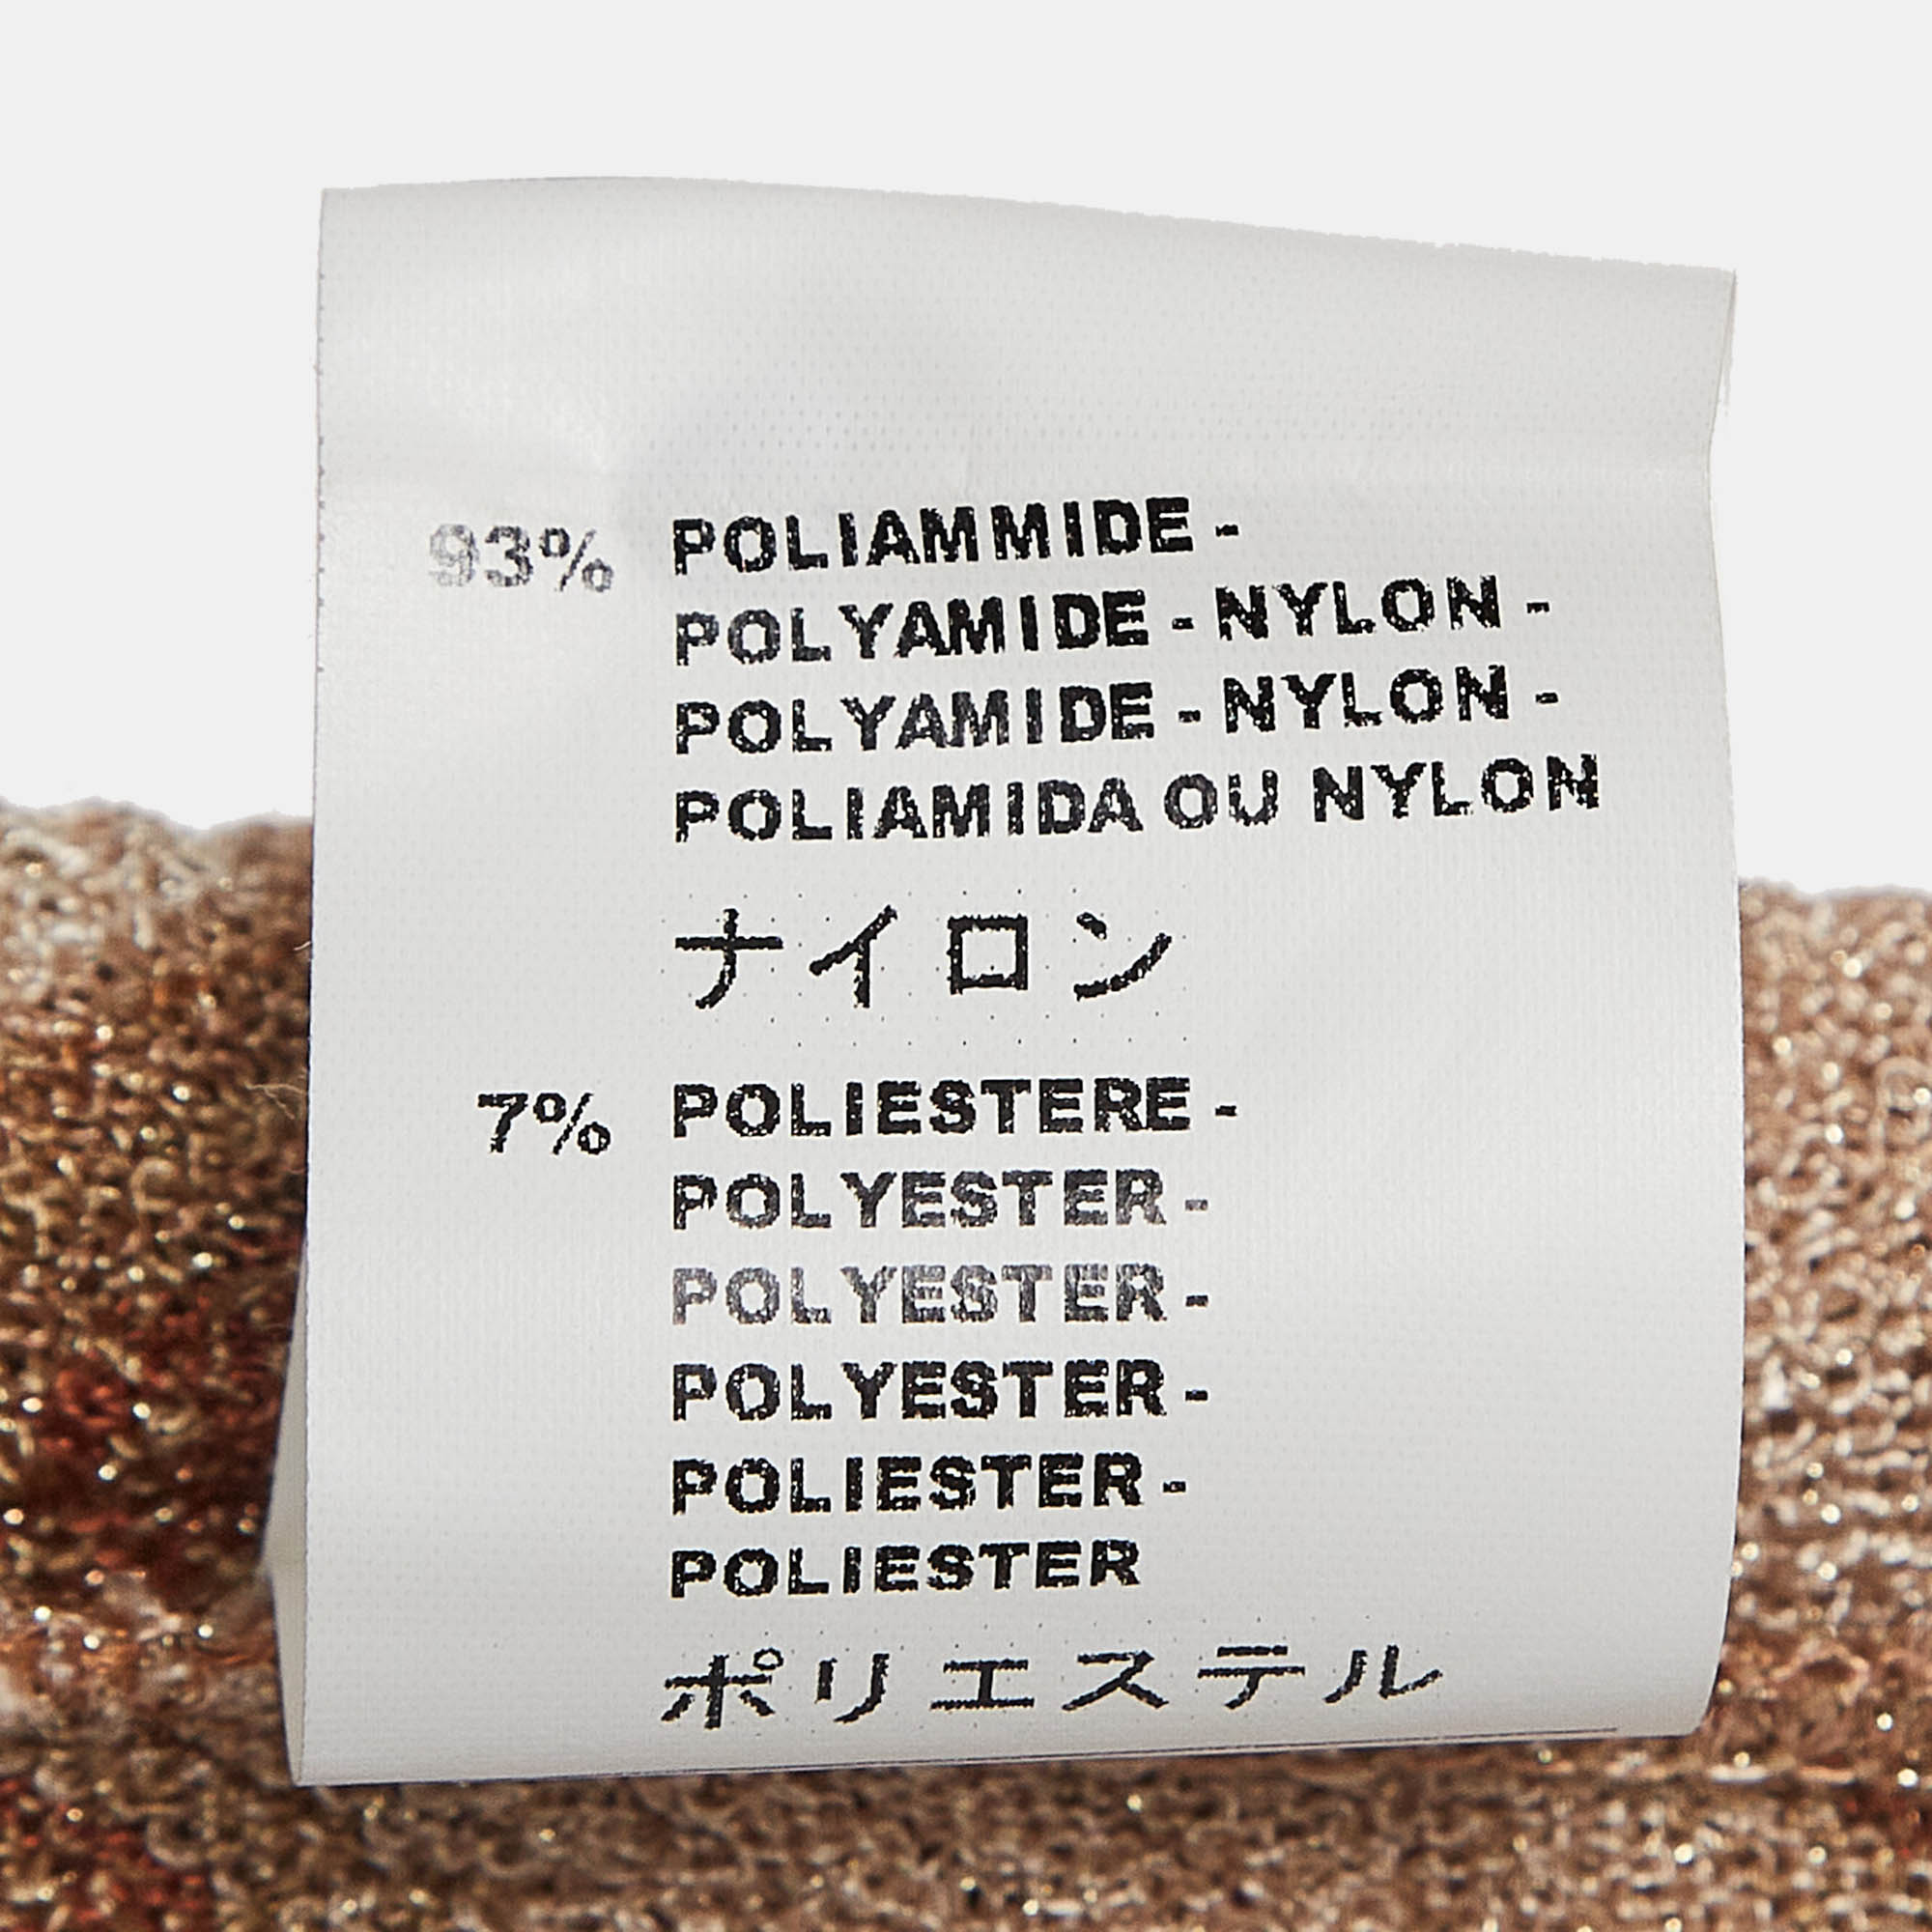 93% POLIAMMIDE -
POLYAMIDE - NYLON -
POLYAMIDE - NYLON -
POLIAMIDA OU NYLON
ナイロン
7% POLIESTERE -
POLYESTER -
POLYESTER -
POLYESTER -
POLIESTER -
POLIESTER
ポリエステル